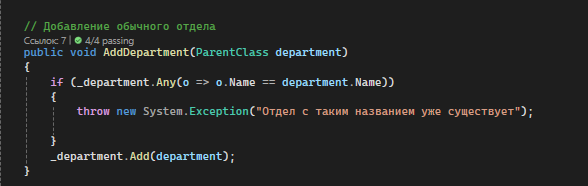 // Добавление обычного отдела
Ссылок: 7 | 4/4 passing
public void AddDepartment(ParentClass department)
{
if (_department.Any(o => o.Name == department.Name))
{
throw new System.Exception("Отдел с таким названием уже существует");
}
_department.Add(department);
}